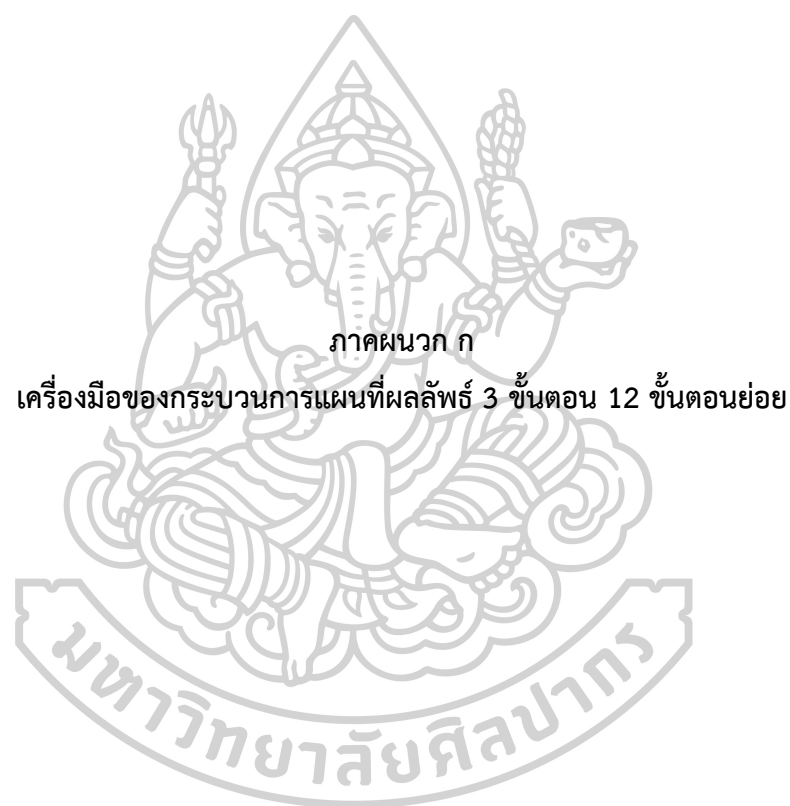 ภาคผนวก ก
เครื่องมือของกระบวนการแผนที่ผลลัพธ์ 3 ขั้นตอน 12 ขั้นตอนย่อย
มหาวิทยาลัยศิลปากร